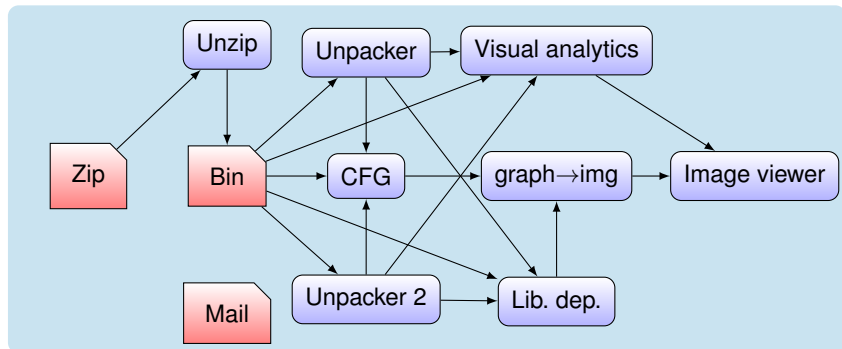 Unzip
Unpacker
Visual analytics
Zip
Bin
CFG
graph→img
Image viewer
Mail
Unpacker 2
Lib. dep.